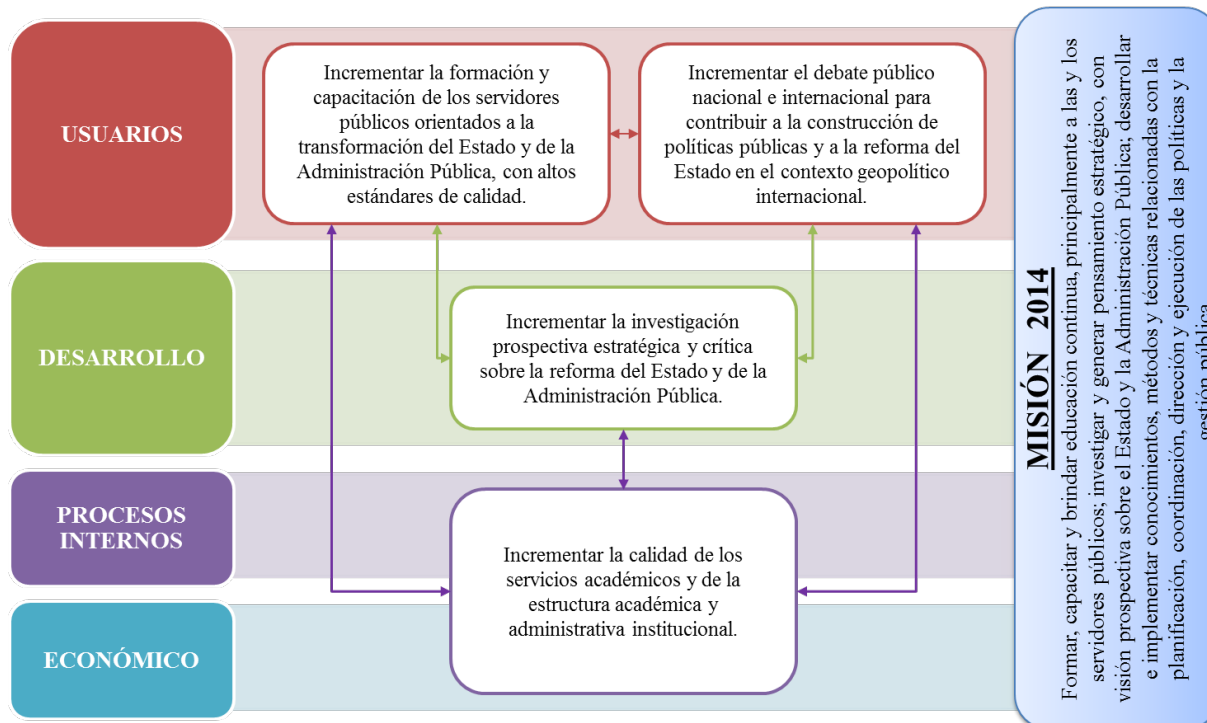 USUARIOS
Incrementar la formación y
capacitación de los servidores
públicos orientados a la
transformación del Estado y de la
Administración Pública, con altos
estándares de calidad.
Incrementar el debate público
nacional e internacional para
contribuir a la construcción de
políticas públicas y a la reforma del
Estado en el contexto geopolítico
internacional.
DESARROLLO
Incrementar la investigación
prospectiva estratégica y crítica
sobre la reforma del Estado y de la
Administración Pública.
PROCESOS
INTERNOS
Incrementar la calidad de los
servicios académicos y de la
estructura académica y
administrativa institucional.
ECONÓMICO
MISIÓN 2014
Formar, capacitar y brindar educación continua, principalmente a las y los
servidores públicos; investigar y generar pensamiento estratégico, con
visión prospectiva sobre el Estado y la Administración Pública; desarrollar
e implementar conocimientos, métodos y técnicas relacionadas con la
planificación, coordinación, dirección y ejecución de las políticas y la
gestión pública